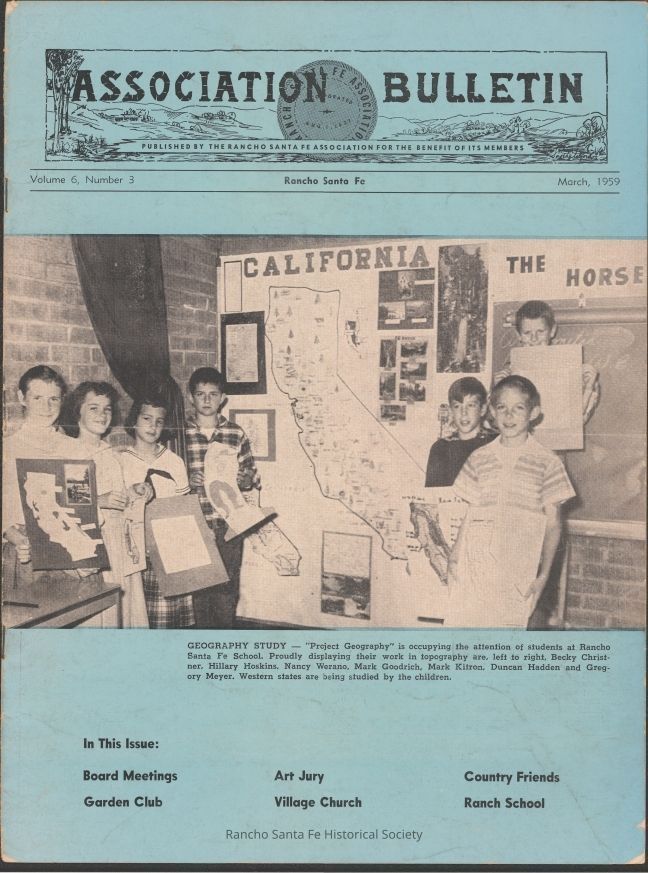 ASSOCIATION BULLETIN
PUBLISHED BY THE RANCHO SANTA FE ASSOCIATION FOR THE BENEFIT OF ITS MEMBERS
Volume 6, Number 3 Rancho Santa Fe March, 1959
CALIFORNIA
THE HORSE
GEOGRAPHY STUDY — "Project Geography" is occupying the attention of students at Rancho
Santa Fe School. Proudly displaying their work in topography are, left to right, Becky Christ-
ner, Hillary Hoskins, Nancy Werano, Mark Goodrich, Mark Kitron, Duncan Hadden and Greg-
ory Meyer. Western states are being studied by the children.
In This Issue:
Board Meetings Art Jury Country Friends
Garden Club Village Church Ranch School
Rancho Santa Fe Historical Society